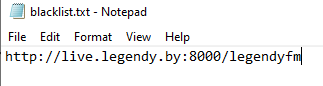 blacklist.txt - Notepad
File Edit Format View Help
http://live.legendy.by:8000/legendyfm